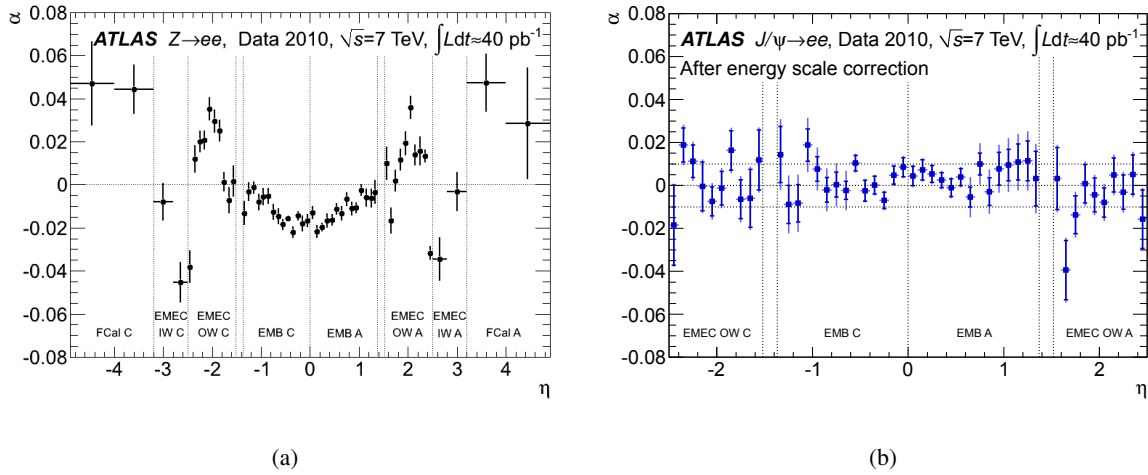 α
0.08
0.06
0.04
0.02
0
-0.02
-0.04
-0.06
-0.08
ATLAS Z→ee, Data 2010, √s=7 TeV, ∫Ldt≈40 pb⁻¹
FCal C
EMEC IW C
EMEC OW C
EMB C
EMB A
EMEC OW A
EMEC IW A
FCal A
-4 -3 -2 -1 0 1 2 3 4
η
(a)
α
0.08
0.06
0.04
0.02
0
-0.02
-0.04
-0.06
-0.08
ATLAS J/ψ→ee, Data 2010, √s=7 TeV, ∫Ldt≈40 pb⁻¹
After energy scale correction
EMEC OW C
EMB C
EMB A
EMEC OW A
-2 -1 0 1 2
η
(b)